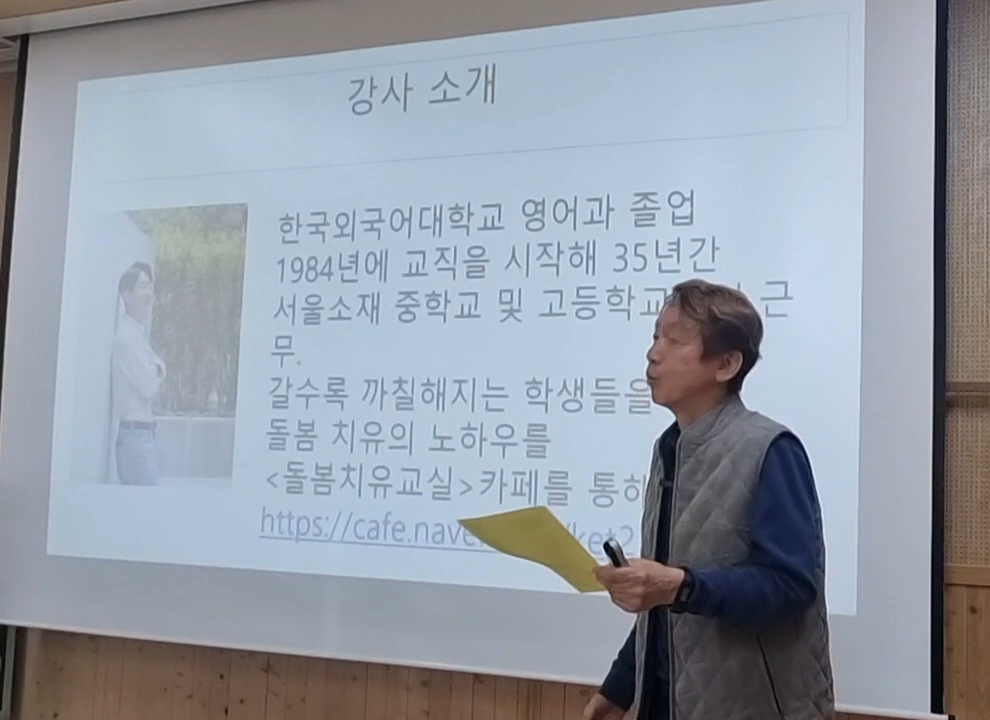 강사 소개
한국외국어대학교 영어과 졸업
1984년에 교직을 시작해 35년간
서울소재 중학교 및 고등학교 근
무.
갈수록 까칠해지는 학생들을
돌봄 치유의 노하우를
<돌봄치유교실>카페를 통해
https://cafe.nave